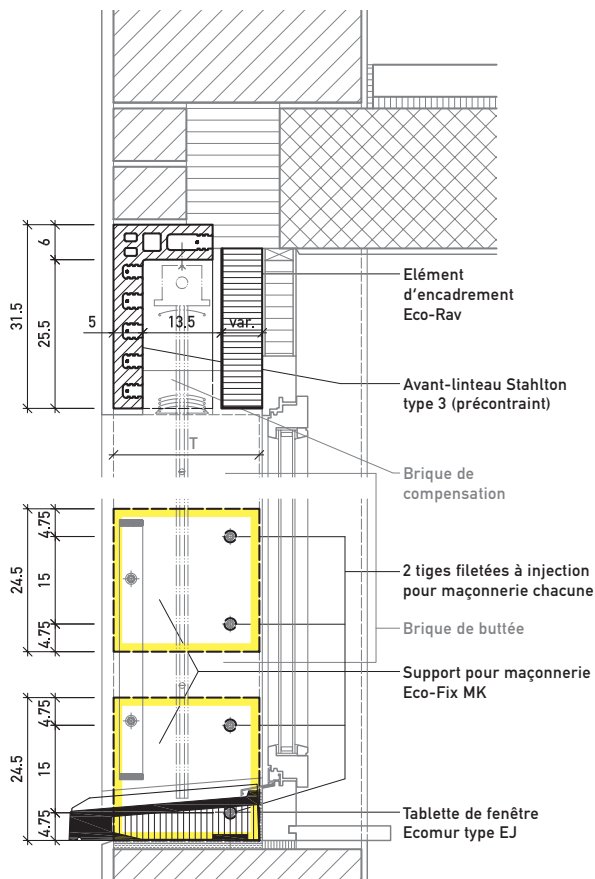 6
31.5
25.5
5
13.5
var.
Elément
d'encadrement
Eco-Rav
Avant-linteau Stahlton
type 3 (précontraint)
T
Brique de
compensation
4.75
24.5
15
4.75
2 tiges filetées à injection
pour maçonnerie chacune
Brique de buttée
Support pour maçonnerie
Eco-Fix MK
4.75
24.5
15
4.75
Tablette de fenêtre
Ecomur type EJ